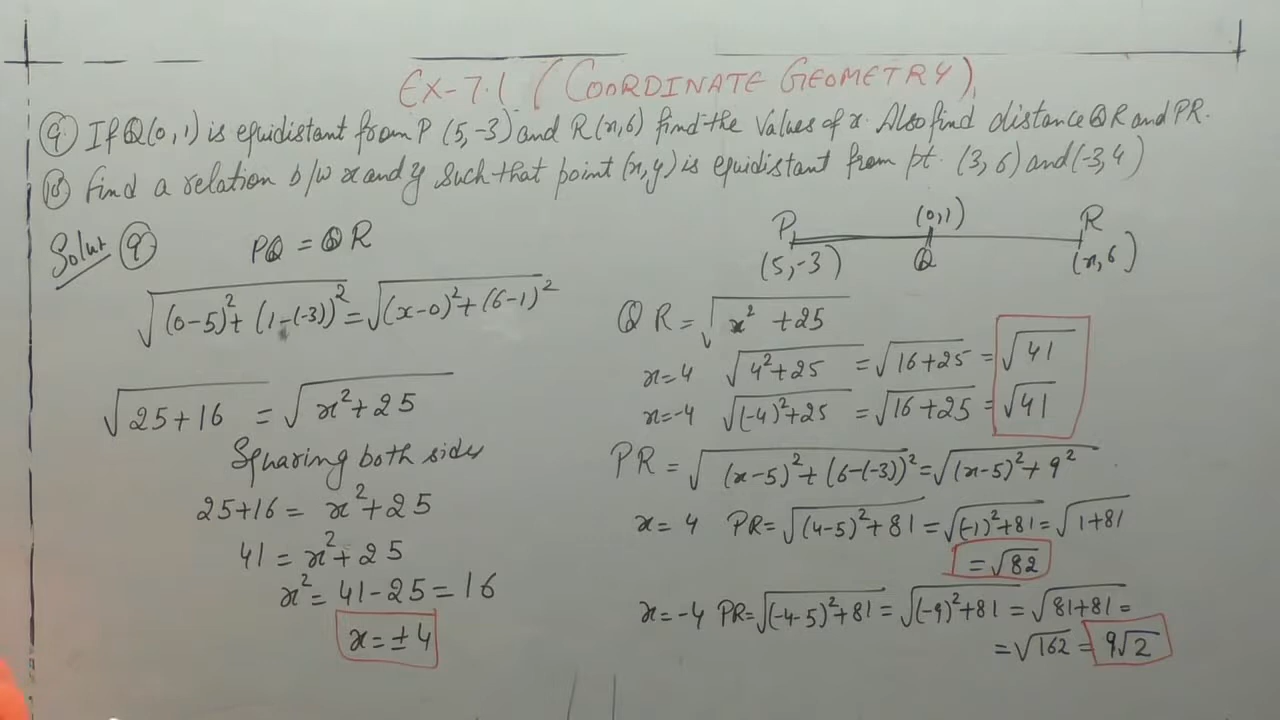 EX-7.1 (COORDINATE GEOMETRY),
⑨ If Q(0,1) is equidistant from P (5,-3) and R(x,6) find the values of x. Also find distance QR and PR.
⑩ Find a relation b/w x and y such that point (x,y) is equidistant from pt. (3,6) and (-3,4)
Solut ⑨ PQ = QR
√(0-5)²+(1-(-3))² = √(x-0)²+(6-1)²
√25+16 = √x²+25
Squaring both sides
25+16 = x²+25
41 = x²+25
x² = 41-25 = 16
x = ±4
P (0,1) R
(5,-3) Q (x,6)
QR = √x²+25
x=4 √4²+25 = √16+25 = √41
x=-4 √(-4)²+25 = √16+25 = √41
PR = √(x-5)²+(6-(-3))² = √(x-5)²+9²
x = 4 PR = √(4-5)²+81 = √(-1)²+81 = √1+81
= √82
x = -4 PR = √(-4-5)²+81 = √(-9)²+81 = √81+81 =
= √162 = 9√2